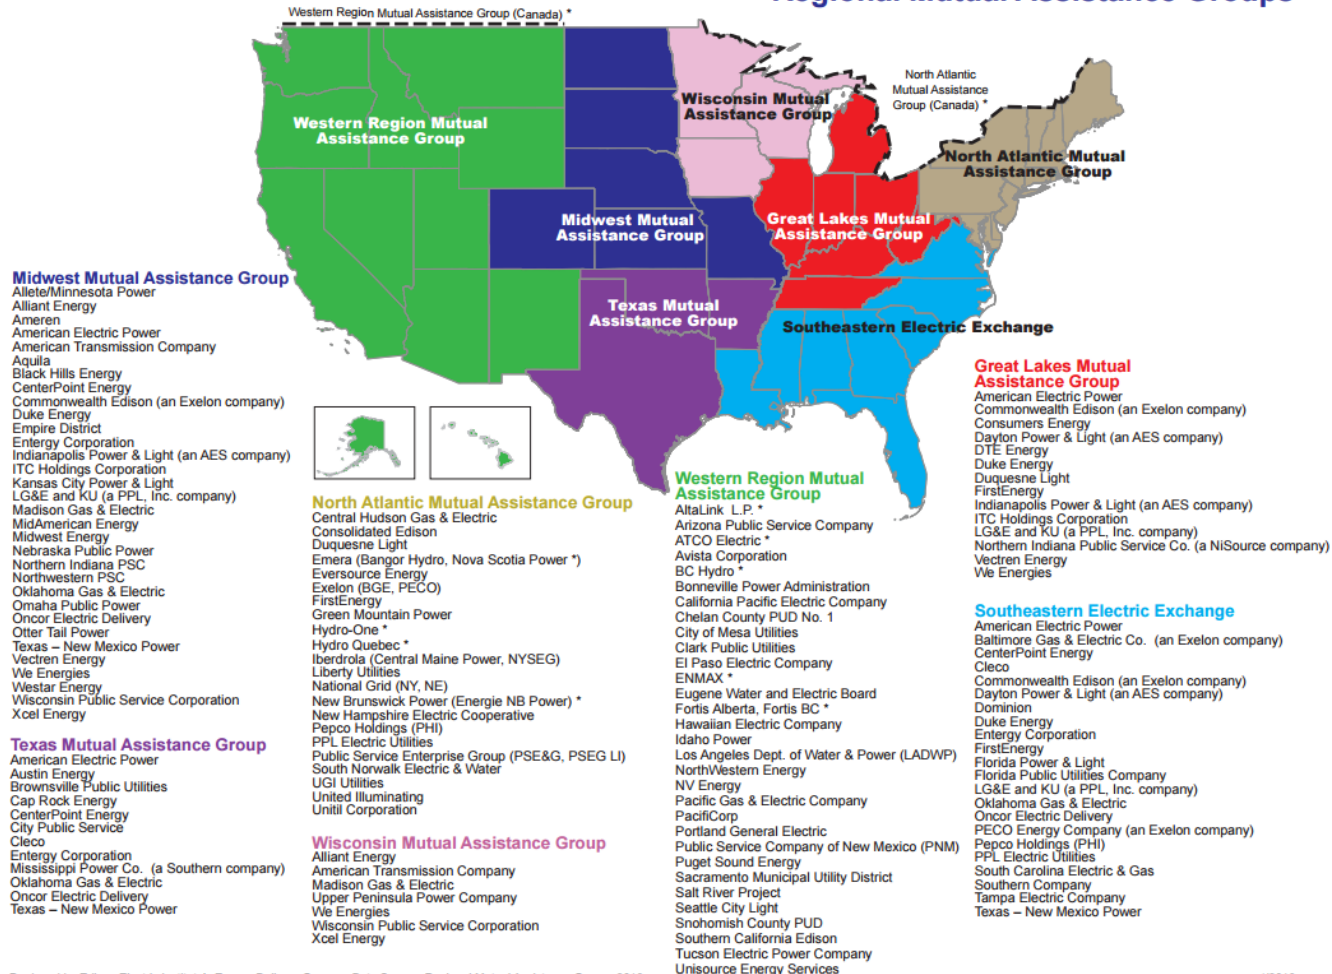 Regional Mutual Assistance Groups
Western Region Mutual Assistance Group (Canada) *
North Atlantic
Mutual Assistance
Group (Canada) *
Wisconsin Mutual
Assistance Group
Western Region Mutual
Assistance Group
North Atlantic Mutual
Assistance Group
Midwest Mutual
Assistance Group
Great Lakes Mutual
Assistance Group
Texas Mutual
Assistance Group
Southeastern Electric Exchange
Midwest Mutual Assistance Group
Allete/Minnesota Power
Alliant Energy
Ameren
American Electric Power
American Transmission Company
Aquila
Black Hills Energy
CenterPoint Energy
Commonwealth Edison (an Exelon company)
Duke Energy
Empire District
Entergy Corporation
Indianapolis Power & Light (an AES company)
ITC Holdings Corporation
Kansas City Power & Light
LG&E and KU (a PPL, Inc. company)
Madison Gas & Electric
MidAmerican Energy
Midwest Energy
Nebraska Public Power
Northern Indiana PSC
Northwestern PSC
Oklahoma Gas & Electric
Omaha Public Power
Oncor Electric Delivery
Otter Tail Power
Texas – New Mexico Power
Vectren Energy
We Energies
Westar Energy
Wisconsin Public Service Corporation
Xcel Energy
Texas Mutual Assistance Group
American Electric Power
Austin Energy
Brownsville Public Utilities
Cap Rock Energy
CenterPoint Energy
City Public Service
Cleco
Entergy Corporation
Mississippi Power Co. (a Southern company)
Oklahoma Gas & Electric
Oncor Electric Delivery
Texas – New Mexico Power
North Atlantic Mutual Assistance Group
Central Hudson Gas & Electric
Consolidated Edison
Duquesne Light
Emera (Bangor Hydro, Nova Scotia Power *)
Eversource Energy
Exelon (BGE, PECO)
FirstEnergy
Green Mountain Power
Hydro-One *
Hydro Quebec *
Iberdrola (Central Maine Power, NYSEG)
Liberty Utilities
National Grid (NY, NE)
New Brunswick Power (Energie NB Power) *
New Hampshire Electric Cooperative
Pepco Holdings (PHI)
PPL Electric Utilities
Public Service Enterprise Group (PSE&G, PSEG LI)
South Norwalk Electric & Water
UGI Utilities
United Illuminating
Unitil Corporation
Wisconsin Mutual Assistance Group
Alliant Energy
American Transmission Company
Madison Gas & Electric
Upper Peninsula Power Company
We Energies
Wisconsin Public Service Corporation
Xcel Energy
Western Region Mutual
Assistance Group
AltaLink L.P. *
Arizona Public Service Company
ATCO Electric *
Avista Corporation
BC Hydro *
Bonneville Power Administration
California Pacific Electric Company
Chelan County PUD No. 1
City of Mesa Utilities
Clark Public Utilities
El Paso Electric Company
ENMAX *
Eugene Water and Electric Board
Fortis Alberta, Fortis BC *
Hawaiian Electric Company
Idaho Power
Los Angeles Dept. of Water & Power (LADWP)
NorthWestern Energy
NV Energy
Pacific Gas & Electric Company
PacifiCorp
Portland General Electric
Public Service Company of New Mexico (PNM)
Puget Sound Energy
Sacramento Municipal Utility District
Salt River Project
Seattle City Light
Snohomish County PUD
Southern California Edison
Tucson Electric Power Company
Unisource Energy Services
Great Lakes Mutual
Assistance Group
American Electric Power
Commonwealth Edison (an Exelon company)
Consumers Energy
Dayton Power & Light (an AES company)
DTE Energy
Duke Energy
Duquesne Light
FirstEnergy
Indianapolis Power & Light (an AES company)
ITC Holdings Corporation
LG&E and KU (a PPL, Inc. company)
Northern Indiana Public Service Co. (a NiSource company)
Vectren Energy
We Energies
Southeastern Electric Exchange
American Electric Power
Baltimore Gas & Electric Co. (an Exelon company)
CenterPoint Energy
Cleco
Commonwealth Edison (an Exelon company)
Dayton Power & Light (an AES company)
Dominion
Duke Energy
Entergy Corporation
FirstEnergy
Florida Power & Light
Florida Public Utilities Company
LG&E and KU (a PPL, Inc. company)
Oklahoma Gas & Electric
Oncor Electric Delivery
PECO Energy Company (an Exelon company)
Pepco Holdings (PHI)
PPL Electric Utilities
South Carolina Electric & Gas
Southern Company
Tampa Electric Company
Texas – New Mexico Power